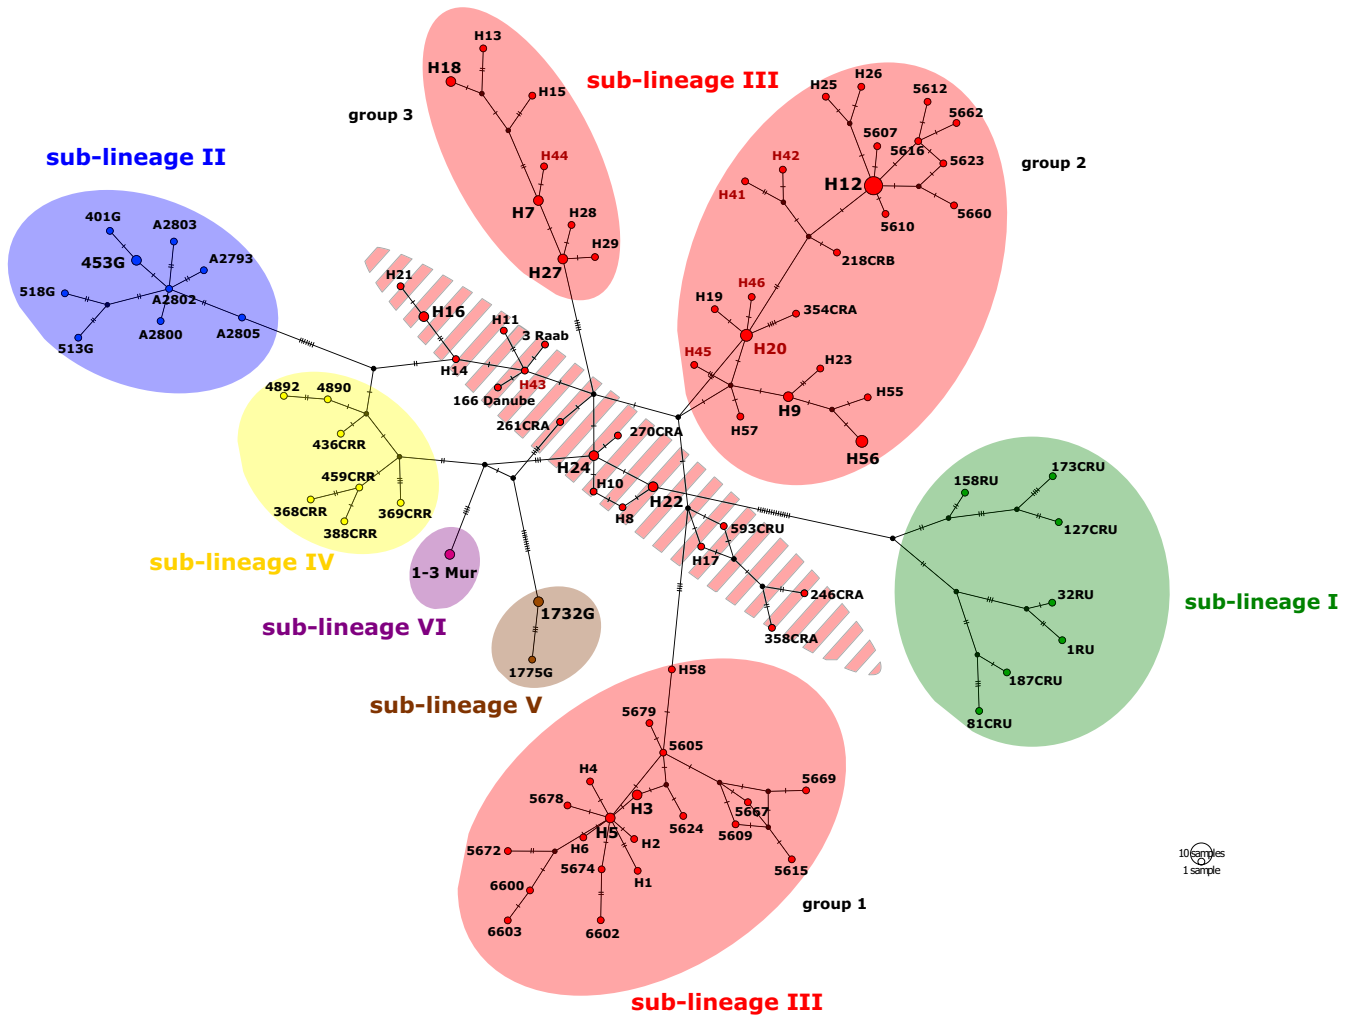 sub-lineage III
group 3
H13
H18
H15
H44
H7
H28
H29
H27
sub-lineage II
401G
A2803
453G
A2793
518G
A2802
A2800
A2805
513G
group 2
H25
H26
5612
5662
5607
5616
5623
H12
5660
5610
H42
H41
218CRB
H46
H19
354CRA
H20
H45
H23
H55
H9
H57
H56
H21
H16
H11
3 Raab
H14
H43
166 Danube
261CRA
270CRA
H24
H10
H8
H22
593CRU
H17
246CRA
358CRA
4892
4890
436CRR
459CRR
368CRR
369CRR
388CRR
sub-lineage IV
1-3 Mur
sub-lineage VI
1732G
1775G
sub-lineage V
173CRU
158RU
127CRU
32RU
1RU
187CRU
81CRU
sub-lineage I
H58
5679
5605
H4
5678
H3
5669
5667
5624
5609
H5
H6
H2
5672
5674
H1
5615
6600
6603
6602
group 1
sub-lineage III
10 samples
1 sample